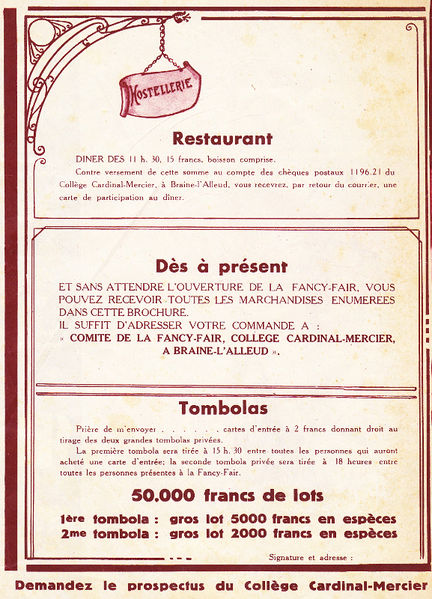 HOSTELLERIE
Restaurant
DINER DES 11 h. 30, 15 francs, boisson comprise.
Contre versement de cette somme au compte des chèques postaux 1196.21 du
Collège Cardinal-Mercier, à Braine-l'Alleud, vous recevrez, par retour du courrier, une
carte de participation au dîner.
Dès à présent
ET SANS ATTENDRE L'OUVERTURE DE LA FANCY-FAIR, VOUS
POUVEZ RECEVOIR TOUTES LES MARCHANDISES ENUMEREES
DANS CETTE BROCHURE.
IL SUFFIT D'ADRESSER VOTRE COMMANDE A :
« COMITE DE LA FANCY-FAIR, COLLEGE CARDINAL-MERCIER,
A BRAINE-L'ALLEUD ».
Tombolas
Prière de m'envoyer . . . . . . cartes d'entrée à 2 francs donnant droit au
tirage des deux grandes tombolas privées.
La première tombola sera tirée à 15 h. 30 entre toutes les personnes qui auront
acheté une carte d'entrée; la seconde tombola privée sera tirée à 18 heures entre
toutes les personnes présentes à la Fancy-Fair.
50.000 francs de lots
1ère tombola : gros lot 5000 francs en espèces
2me tombola : gros lot 2000 francs en espèces
Signature et adresse :
Demandez le prospectus du Collège Cardinal-Mercier